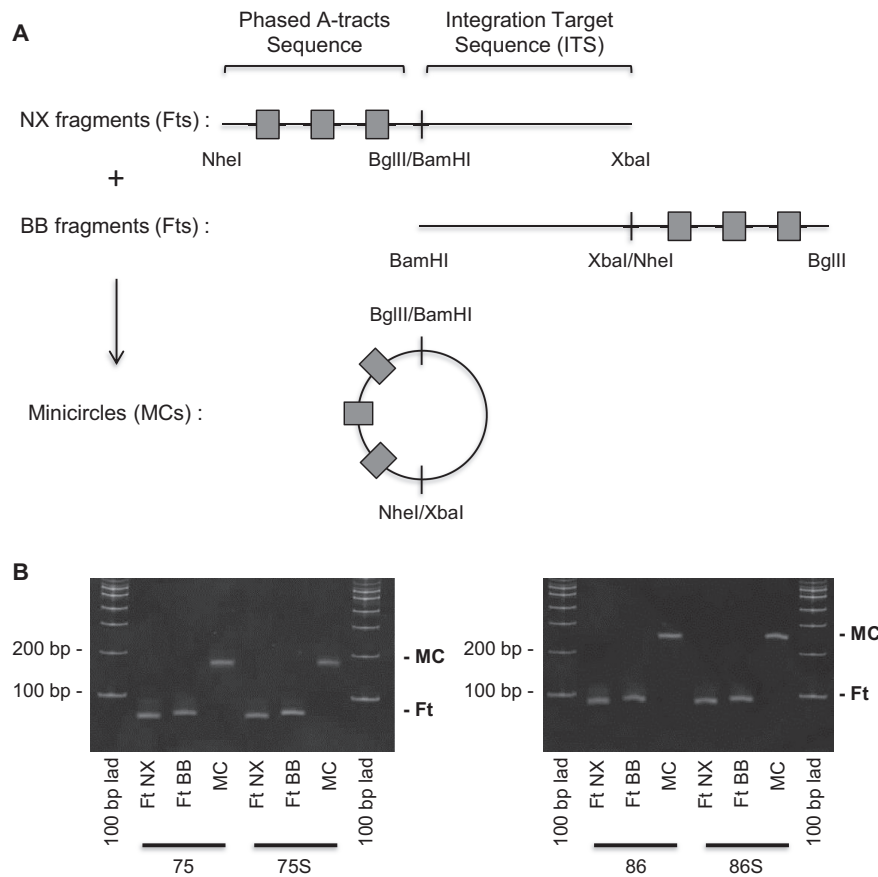 A
Phased A-tracts
Sequence
Integration Target
Sequence (ITS)
NX fragments (Fts) :
NheI
BglII/BamHI
XbaI
+
BB fragments (Fts) :
BamHI
XbaI/NheI
BglII
BglII/BamHI
Minicircles (MCs) :
NheI/XbaI
B
200 bp -
100 bp -
- MC
- Ft
100 bp lad
Ft NX
Ft BB
MC
Ft NX
Ft BB
MC
100 bp lad
75
75S
200 bp -
100 bp -
- MC
- Ft
100 bp lad
Ft NX
Ft BB
MC
Ft NX
Ft BB
MC
100 bp lad
86
86S